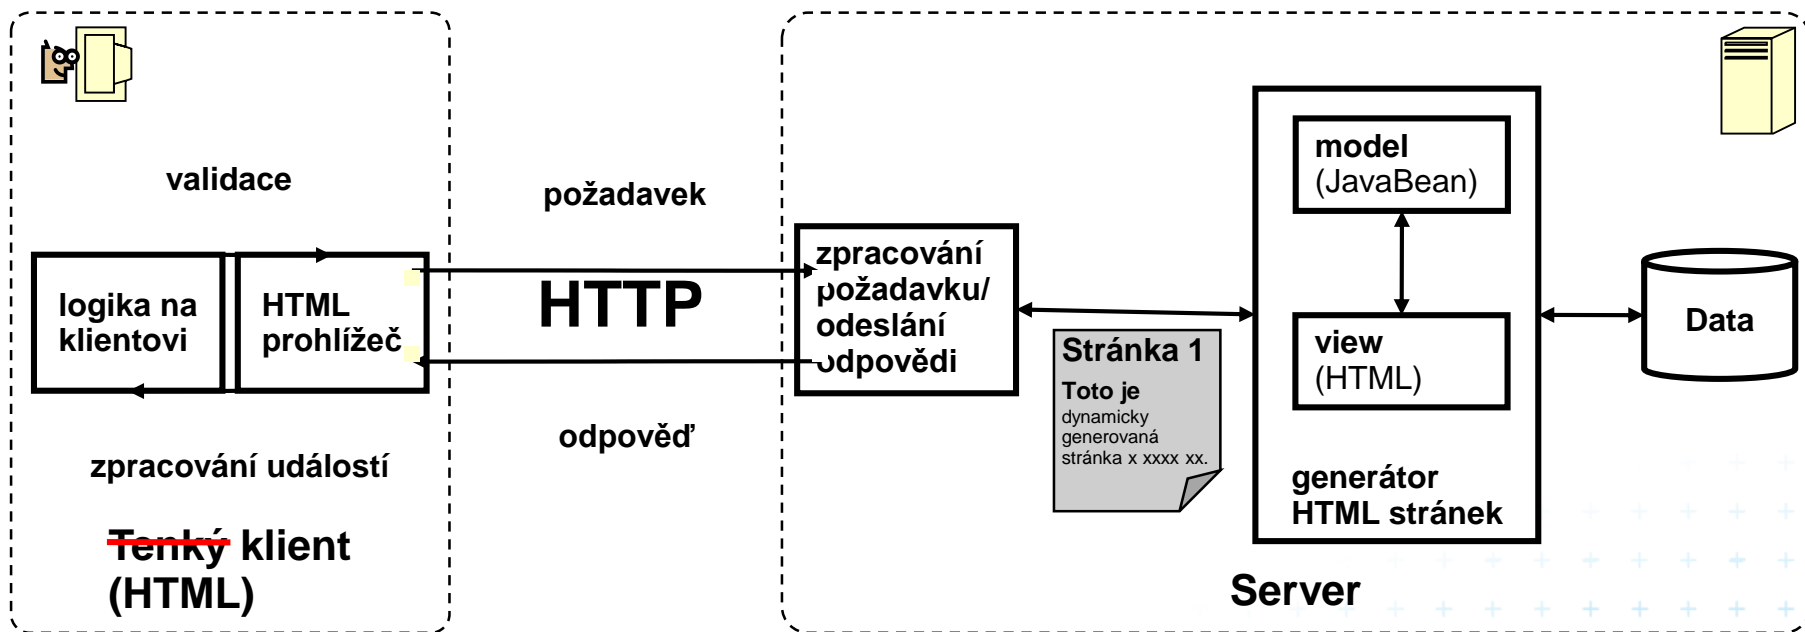 validace
logika na
klientovi
HTML
prohlížeč
zpracování událostí
Tenký klient
(HTML)
požadavek
HTTP
odpověď
zpracování
požadavku/
odeslání
odpovědi
Stránka 1
Toto je
dynamicky
generovaná
stránka x xxxx xx.
model
(JavaBean)
view
(HTML)
generátor
HTML stránek
Data
Server